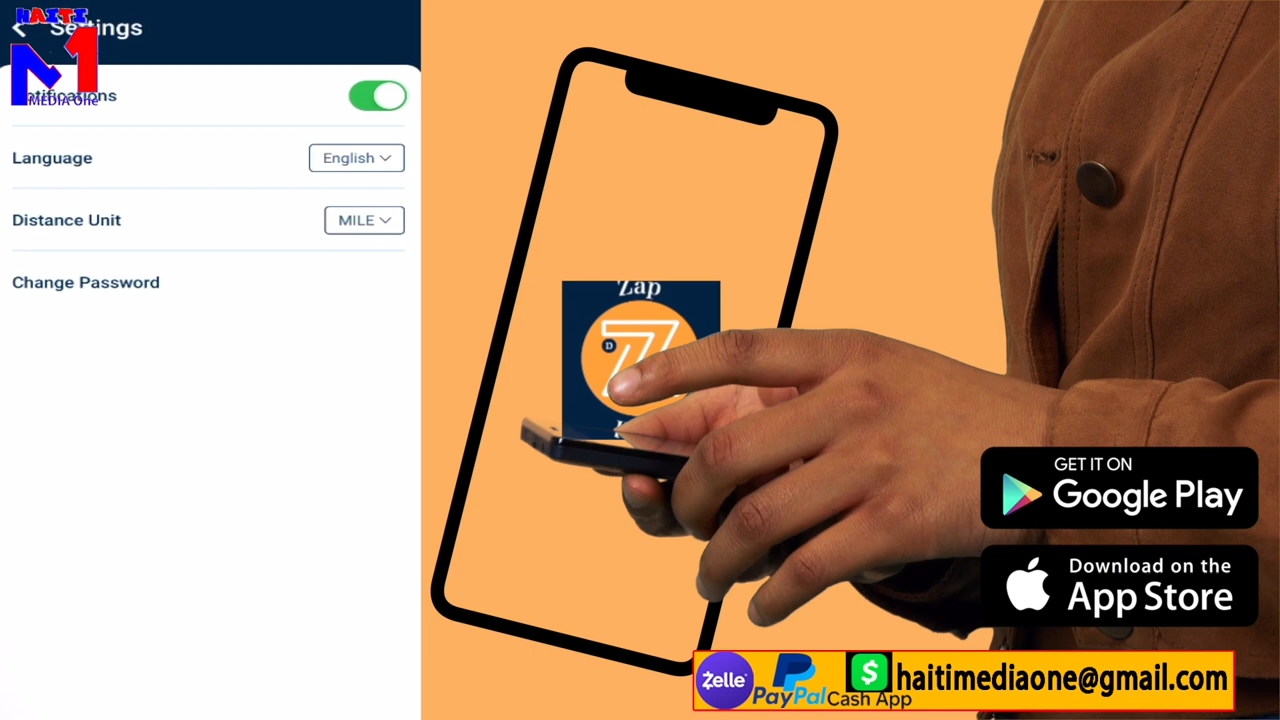 HAITI
Settings
M1
MEDIA One
Notifications
Language
English
Distance Unit
MILE
Change Password
Zap
Z
D
GET IT ON
Google Play
Download on the
App Store
Zelle
PayPal
$
Cash App
haitimediaone@gmail.com